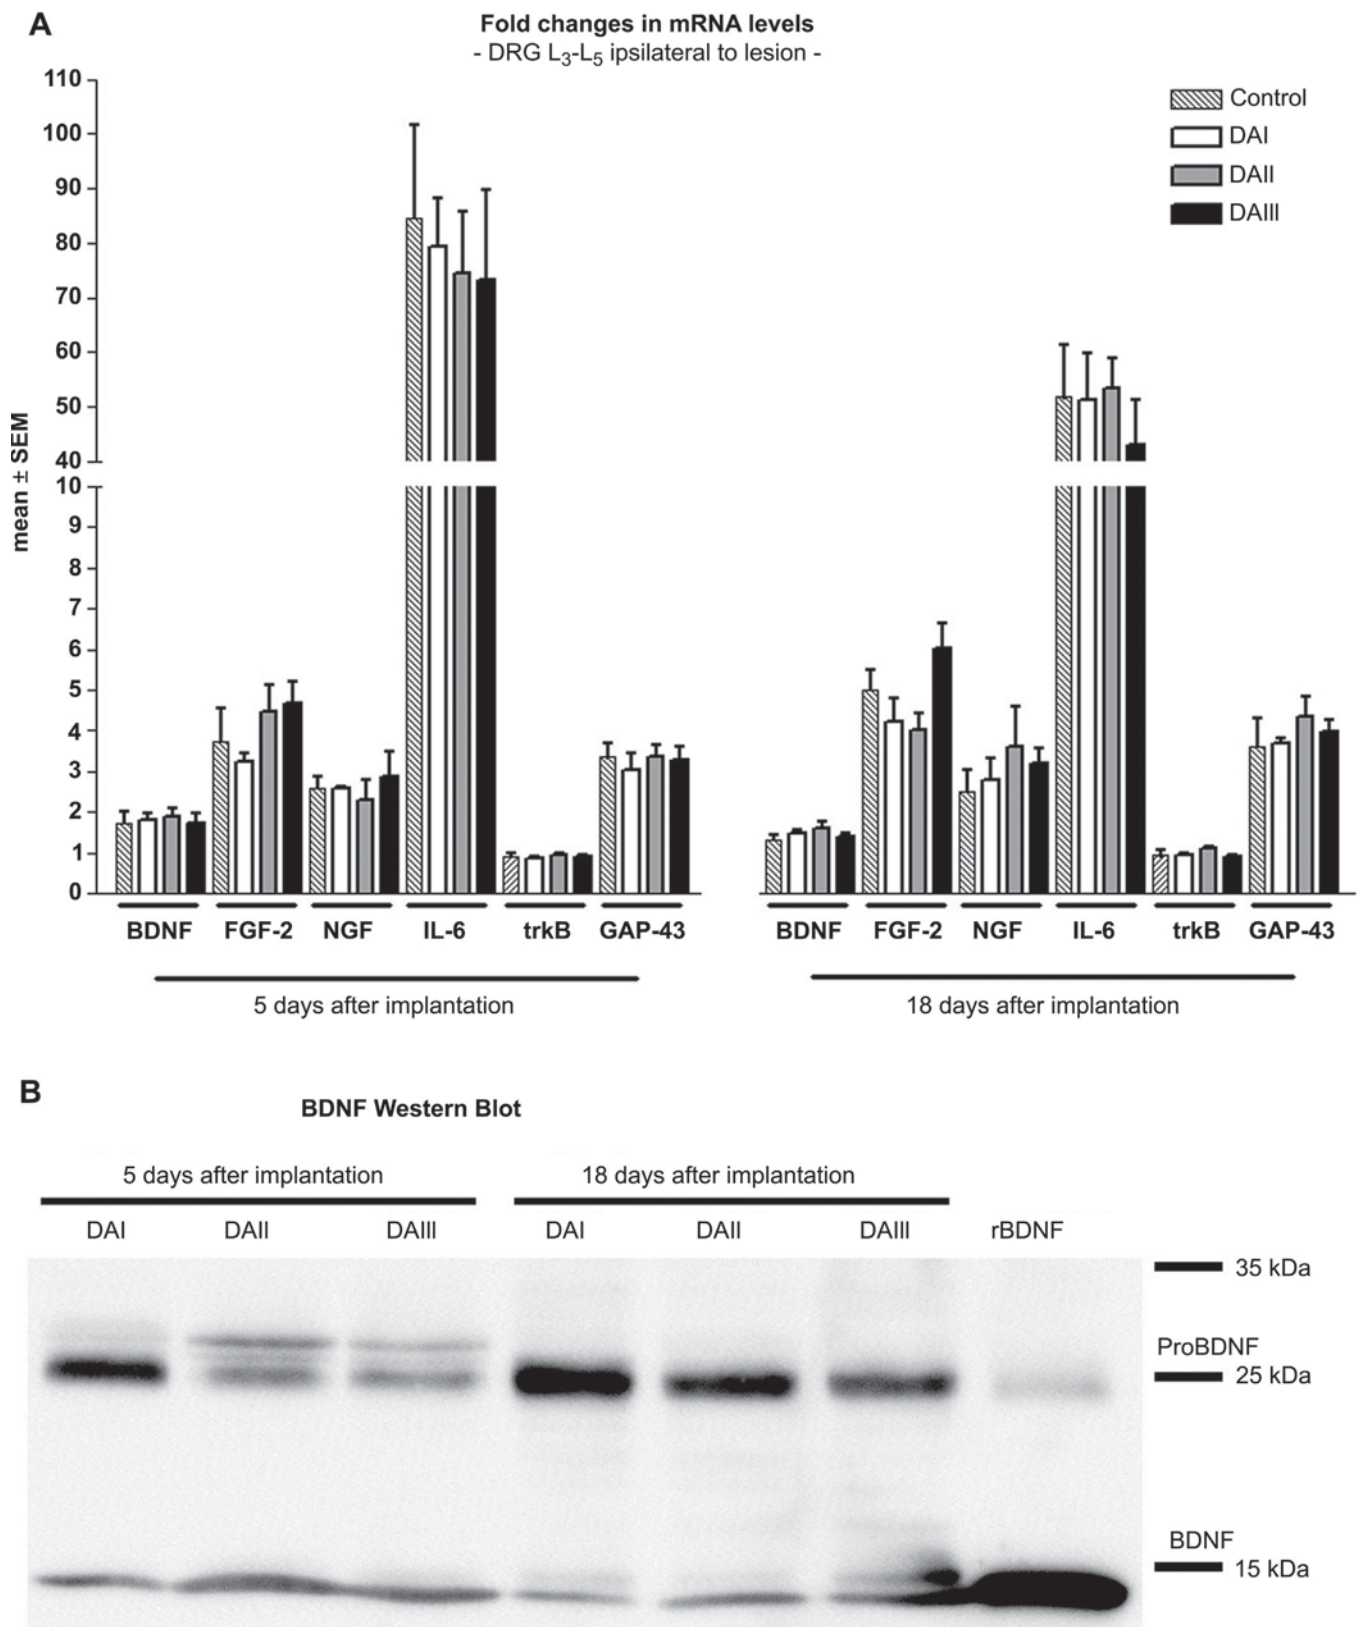 A
Fold changes in mRNA levels
- DRG L3-L5 ipsilateral to lesion -
Control
DAI
DAII
DAIII
mean ± SEM
110
100
90
80
70
60
50
40
10
9
8
7
6
5
4
3
2
1
0
BDNF FGF-2 NGF IL-6 trkB GAP-43
BDNF FGF-2 NGF IL-6 trkB GAP-43
5 days after implantation
18 days after implantation
B
BDNF Western Blot
5 days after implantation
18 days after implantation
DAI DAII DAIII DAI DAII DAIII rBDNF
35 kDa
ProBDNF
25 kDa
BDNF
15 kDa